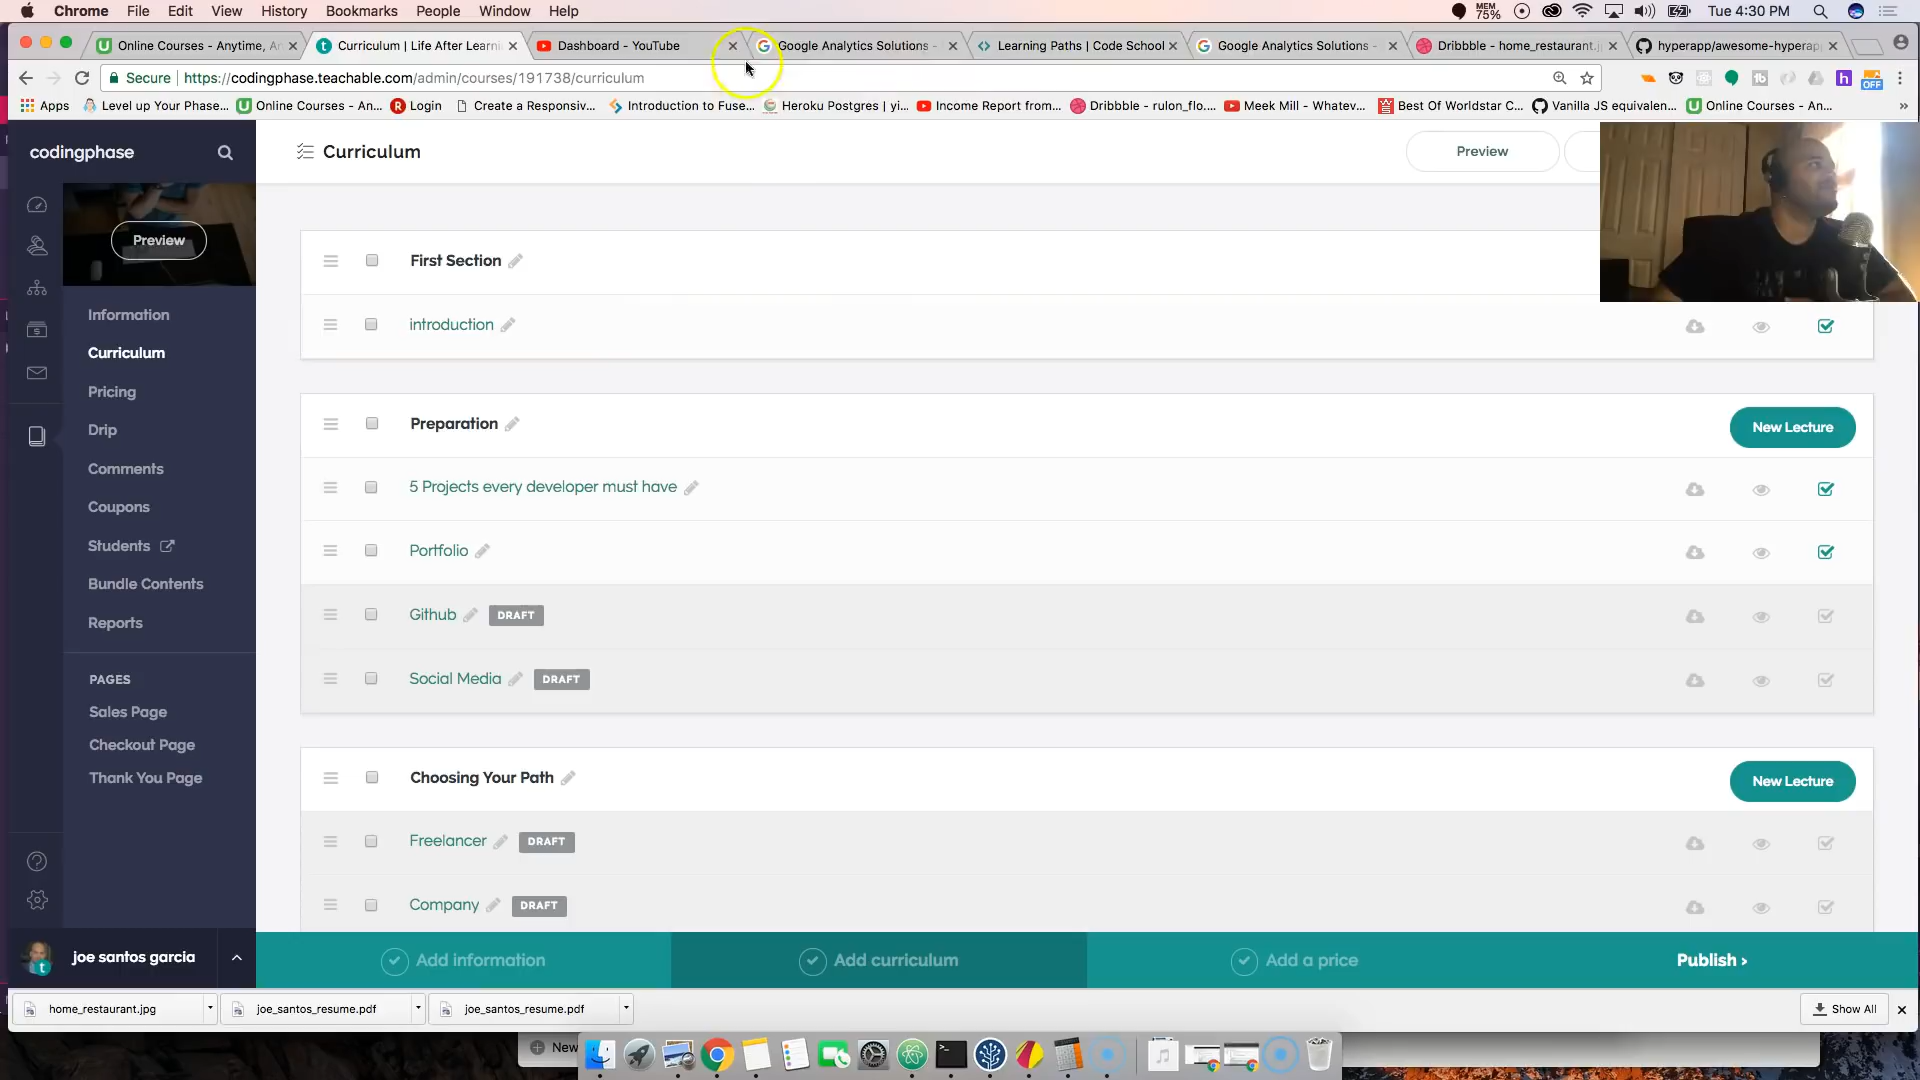 Chrome File Edit View History Bookmarks People Window Help MEM 75% Tue 4:30 PM
Online Courses - Anytime, An Curriculum | Life After Learni Dashboard - YouTube Google Analytics Solutions - Learning Paths | Code School Google Analytics Solutions - Dribbble - home_restaurant.j hyperapp/awesome-hyperap
Secure https://codingphase.teachable.com/admin/courses/191738/curriculum
Apps Level up Your Phase... Online Courses - An... Login Create a Responsiv... Introduction to Fuse... Heroku Postgres | yi... Income Report from... Dribbble - rulon_flo.... Meek Mill - Whatev... Best Of Worldstar C... Vanilla JS equivalen... Online Courses - An... »
OFF
codingphase
Curriculum
Preview
Preview
Information
Curriculum
Pricing
Drip
Comments
Coupons
Students
Bundle Contents
Reports
PAGES
Sales Page
Checkout Page
Thank You Page
First Section
introduction
Preparation
New Lecture
5 Projects every developer must have
Portfolio
Github DRAFT
Social Media DRAFT
Choosing Your Path
New Lecture
Freelancer DRAFT
Company DRAFT
joe santos garcia
Add information
Add curriculum
Add a price
Publish ›
home_restaurant.jpg joe_santos_resume.pdf joe_santos_resume.pdf Show All
New